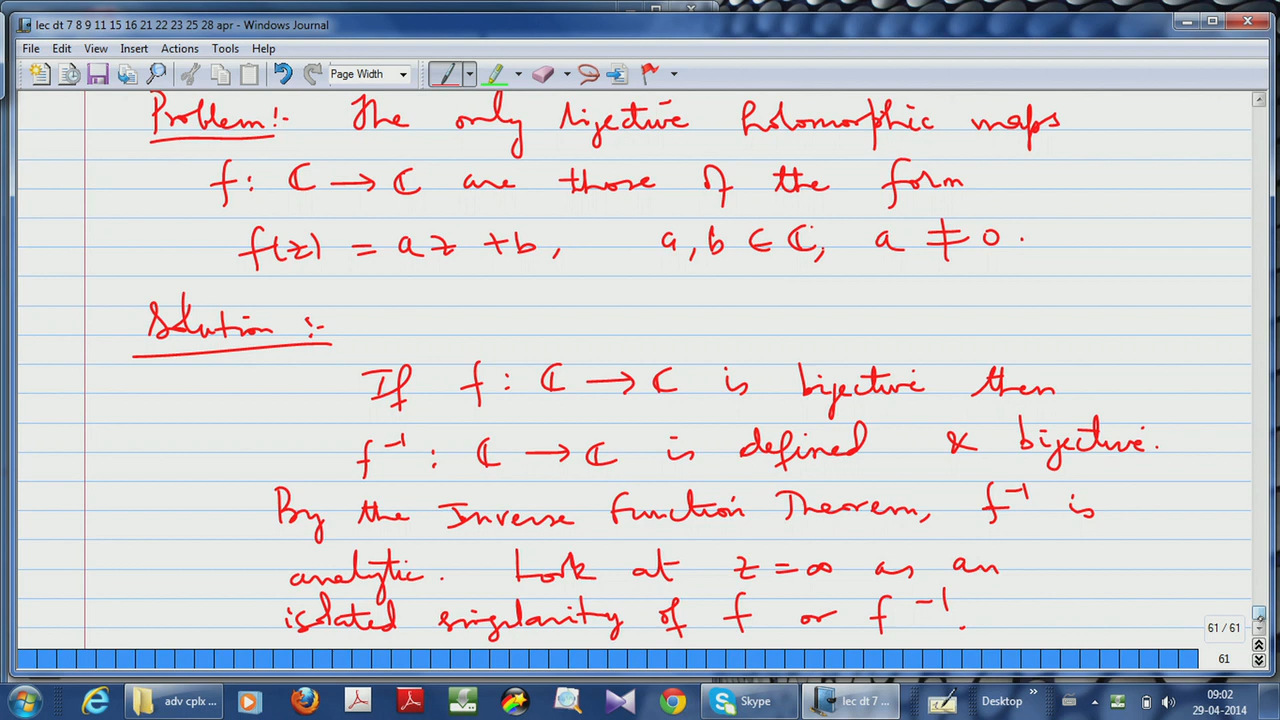 lec dt 7 8 9 11 15 16 21 22 23 25 28 apr - Windows Journal
File Edit View Insert Actions Tools Help
Page Width
Problem:- The only bijective holomorphic maps
f: ℂ → ℂ are those of the form
f(z) = az + b, a, b ∈ ℂ, a ≠ 0.
Solution :-
If f: ℂ → ℂ is bijective then
f⁻¹: ℂ → ℂ is defined & bijective.
By the Inverse Function Theorem, f⁻¹ is
analytic. Look at z = ∞ as an
isolated singularity of f or f⁻¹.
61 / 61
61
adv cplx ... Skype lec dt 7 ... Desktop
09:02
29-04-2014